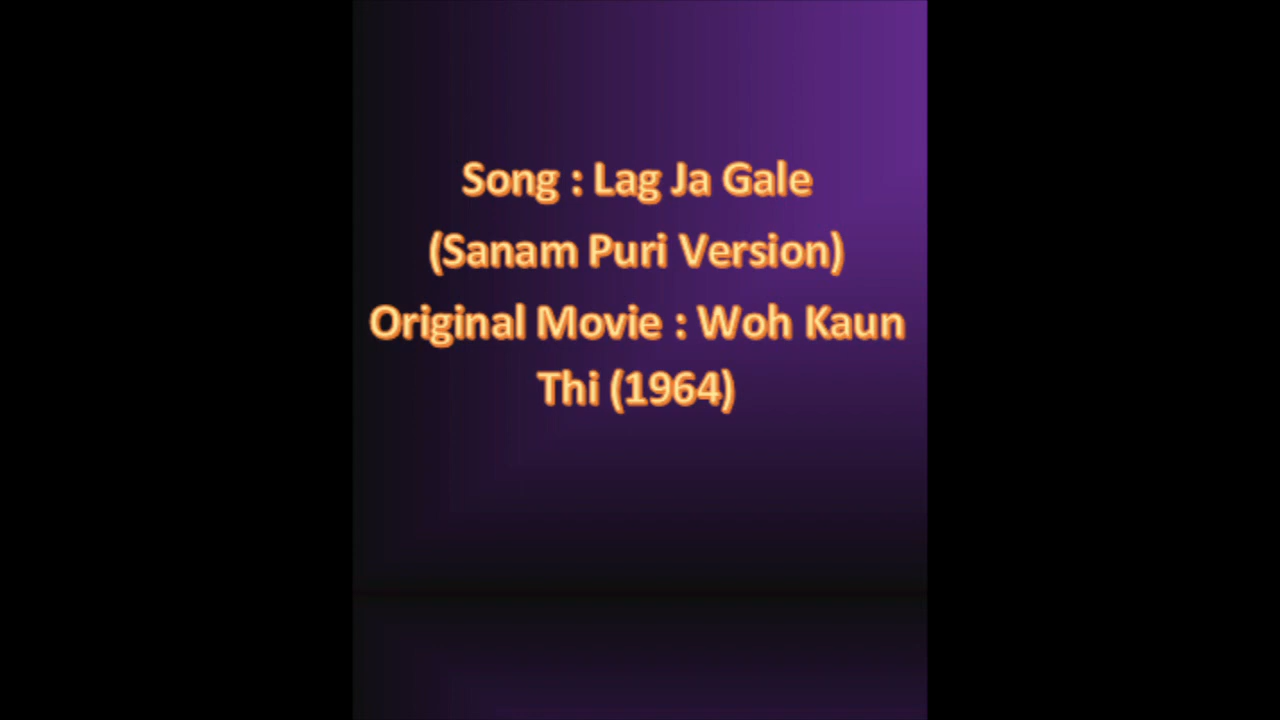 Song : Lag Ja Gale
(Sanam Puri Version)
Original Movie : Woh Kaun
Thi (1964)